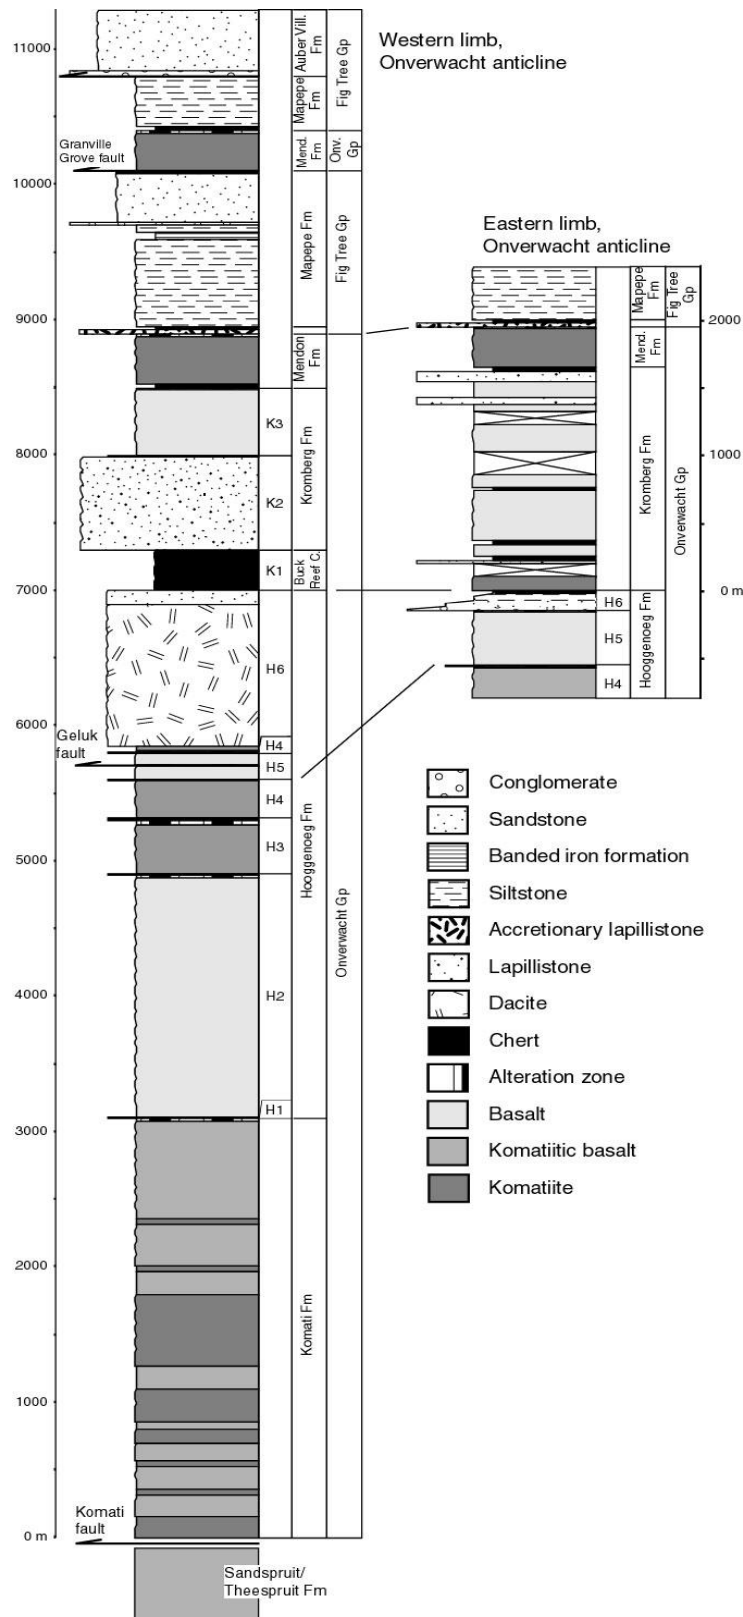 Western limb,
Onverwacht anticline
11000
Auber Vill.
Fm
Mapepe
Fm
Fig Tree Gp
Granville
Grove fault
Mend.
Fm
Onv.
Gp
10000
Mapepe Fm
Fig Tree Gp
9000
Mendon
Fm
K3
8000
K2
Kromberg Fm
K1
Buck
Reef C.
7000
H6
6000
Geluk
fault
H4
H5
H4
H3
5000
Hooggenoeg Fm
Onverwacht Gp
H2
4000
H1
3000
2000
Komati Fm
1000
Komati
fault
0 m
Sandspruit/
Theespruit Fm
Eastern limb,
Onverwacht anticline
Mapepe
Fm
Fig Tree
Gp
2000
Mend.
Fm
1000
Kromberg Fm
Onverwacht Gp
0 m
H6
H5
H4
Hooggenoeg Fm
Conglomerate
Sandstone
Banded iron formation
Siltstone
Accretionary lapillistone
Lapillistone
Dacite
Chert
Alteration zone
Basalt
Komatiitic basalt
Komatiite